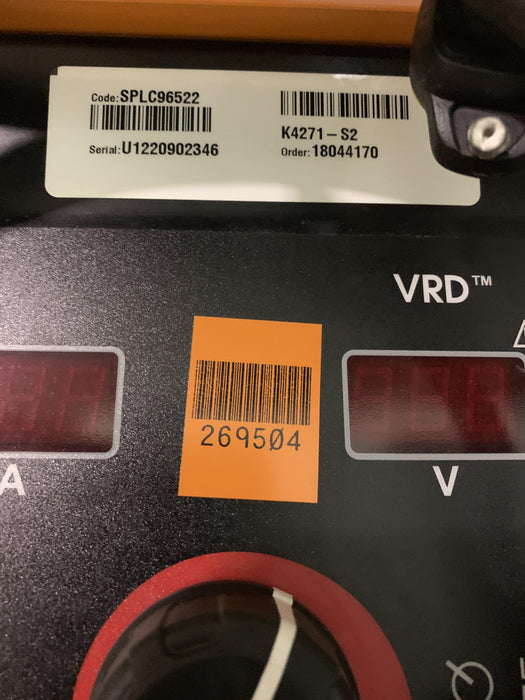 Code: SPLC96522
K4271-S2
Serial: U1220902346
Order: 18044170
VRD™
269504
A
V